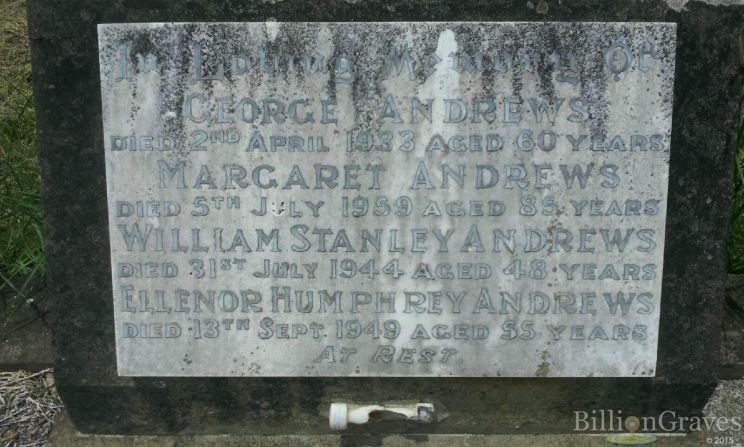 In Loving Memory Of
GEORGE ANDREWS
DIED 2ND APRIL 1933 AGED 60 YEARS
MARGARET ANDREWS
DIED 5TH JULY 1959 AGED 85 YEARS
WILLIAM STANLEY ANDREWS
DIED 31ST JULY 1944 AGED 48 YEARS
ELLENOR HUMPHREY ANDREWS
DIED 13TH SEPT. 1949 AGED 55 YEARS
AT REST.
BillionGraves
© 2015